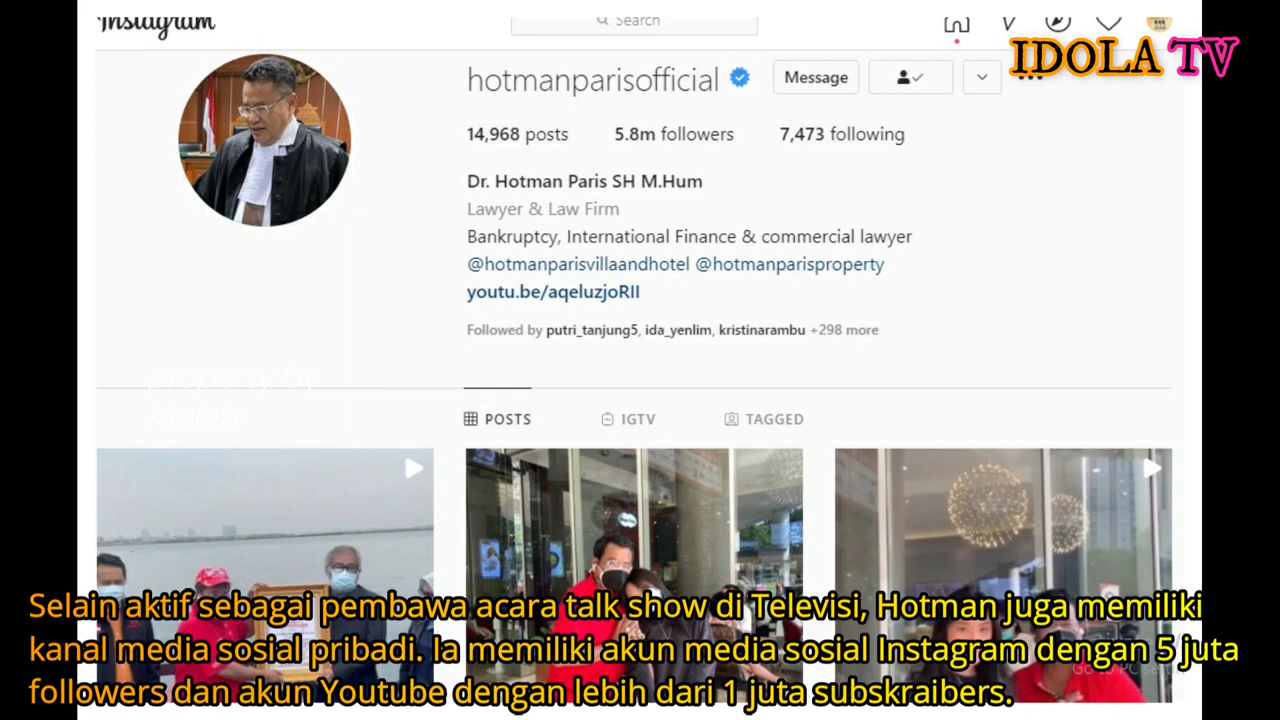 Instagram
Search
IDOLA TV
hotmanparisofficial
Message
14,968 posts 5.8m followers 7,473 following
Dr. Hotman Paris SH M.Hum
Lawyer & Law Firm
Bankruptcy, International Finance & commercial lawyer
@hotmanparisvillaandhotel @hotmanparisproperty
youtu.be/aqeluzjoRII
Followed by putri_tanjung5, ida_yenlim, kristinarambu +298 more
property by
Idolatv
POSTS IGTV TAGGED
Selain aktif sebagai pembawa acara talk show di Televisi, Hotman juga memiliki
kanal media sosial pribadi. Ia memiliki akun media sosial Instagram dengan 5 juta
followers dan akun Youtube dengan lebih dari 1 juta subskraibers.